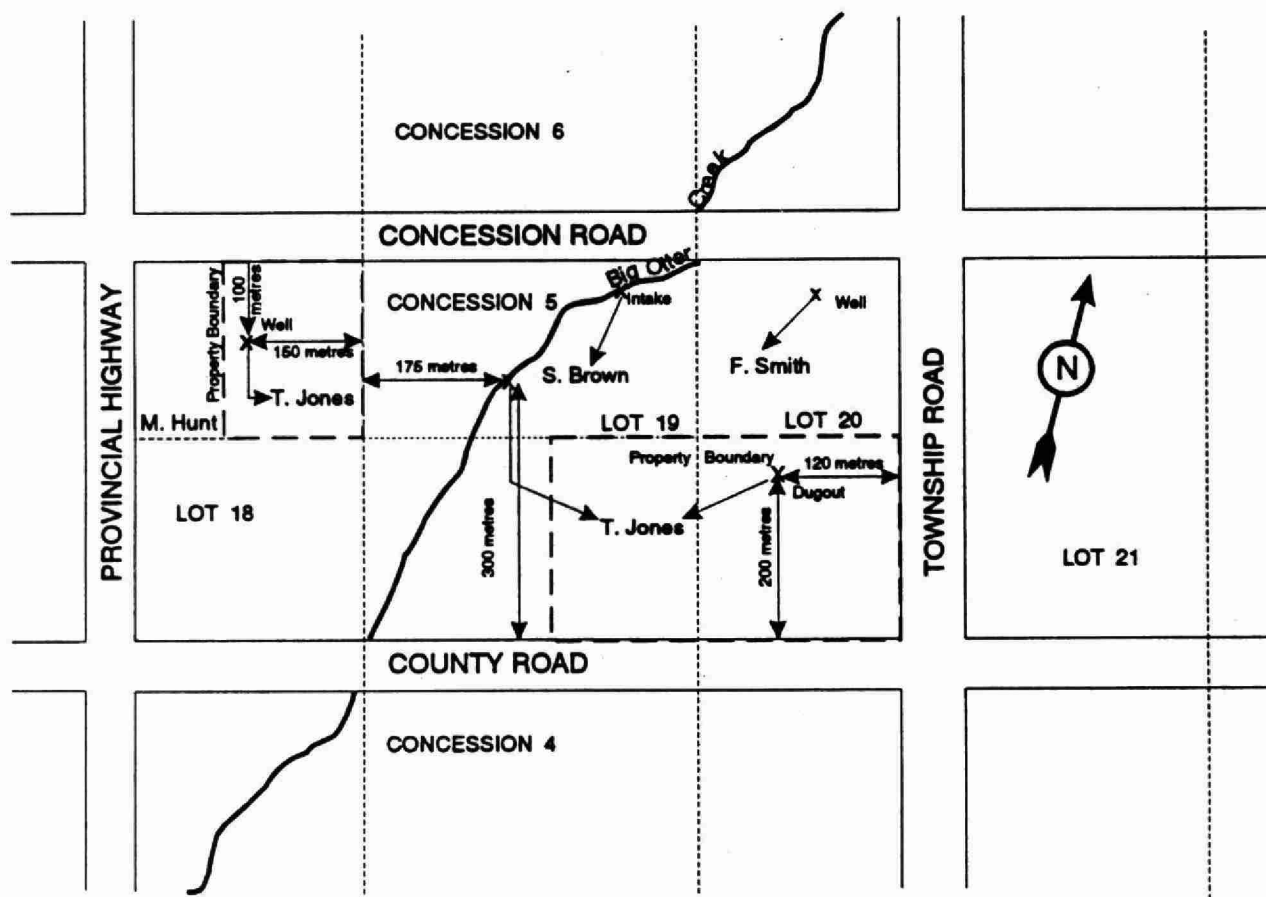 CONCESSION 6
Creek
CONCESSION ROAD
Big Otter
CONCESSION 5
Intake
Well
100
metres
Property Boundary
Well
150 metres
175 metres
S. Brown
F. Smith
T. Jones
M. Hunt
LOT 19
LOT 20
Property Boundary
120 metres
Dugout
LOT 18
T. Jones
300 metres
200 metres
PROVINCIAL HIGHWAY
TOWNSHIP ROAD
N
LOT 21
COUNTY ROAD
CONCESSION 4